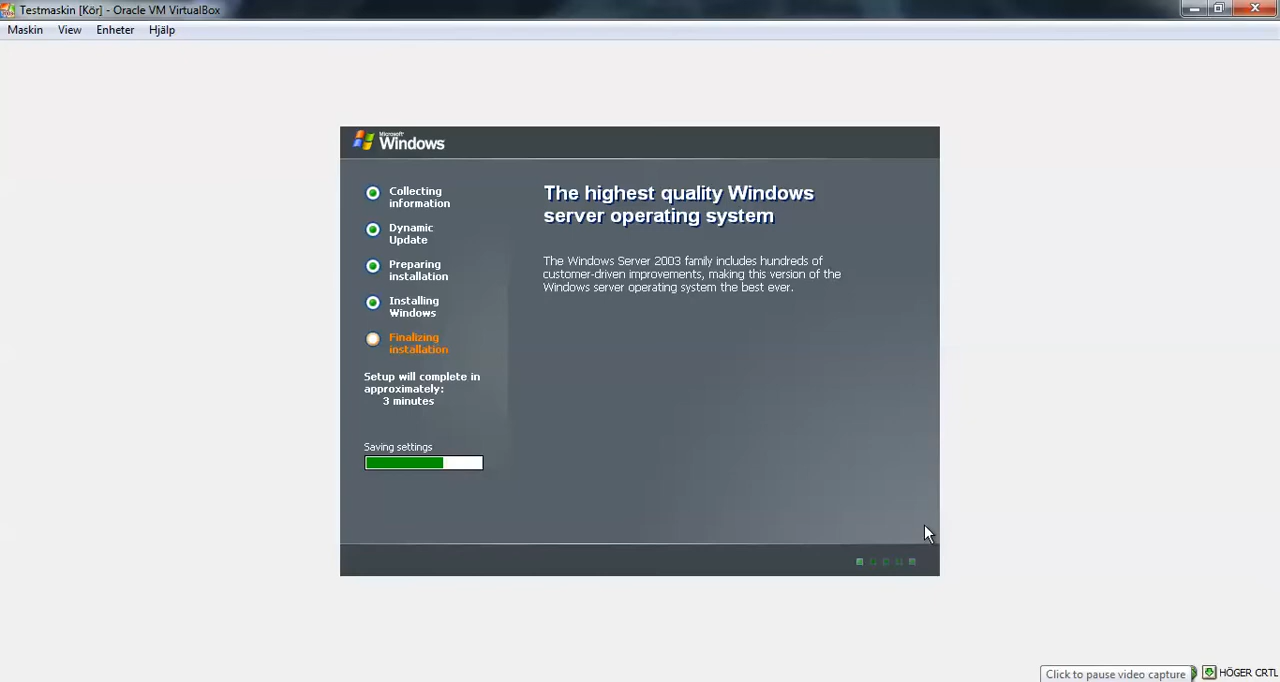 Testmaskin [Kör] - Oracle VM VirtualBox
Maskin View Enheter Hjälp
Microsoft
Windows
Collecting
information
Dynamic
Update
Preparing
installation
Installing
Windows
Finalizing
installation
Setup will complete in
approximately:
3 minutes
Saving settings
The highest quality Windows
server operating system
The Windows Server 2003 family includes hundreds of
customer-driven improvements, making this version of the
Windows server operating system the best ever.
Click to pause video capture
HÖGER CRTL